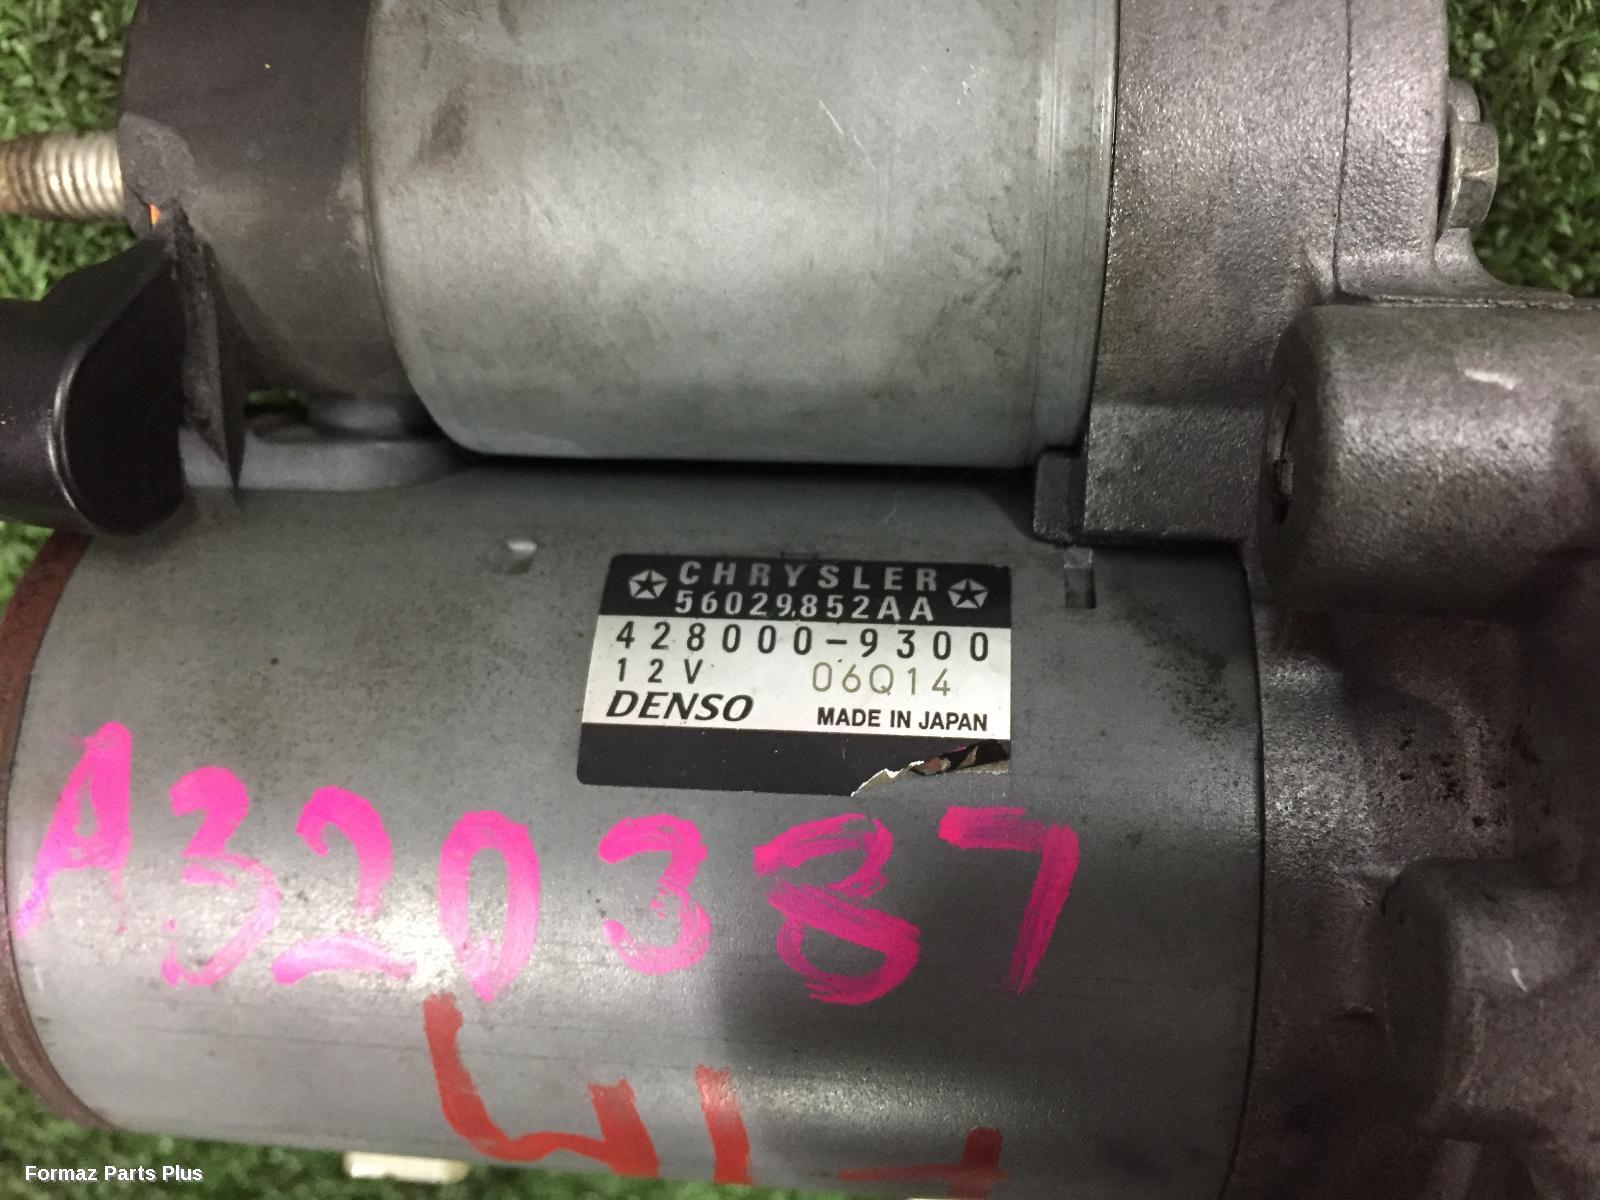 CHRYSLER
56029852AA
428000-9300
12V 06Q14
DENSO MADE IN JAPAN
A320387
Formaz Parts Plus